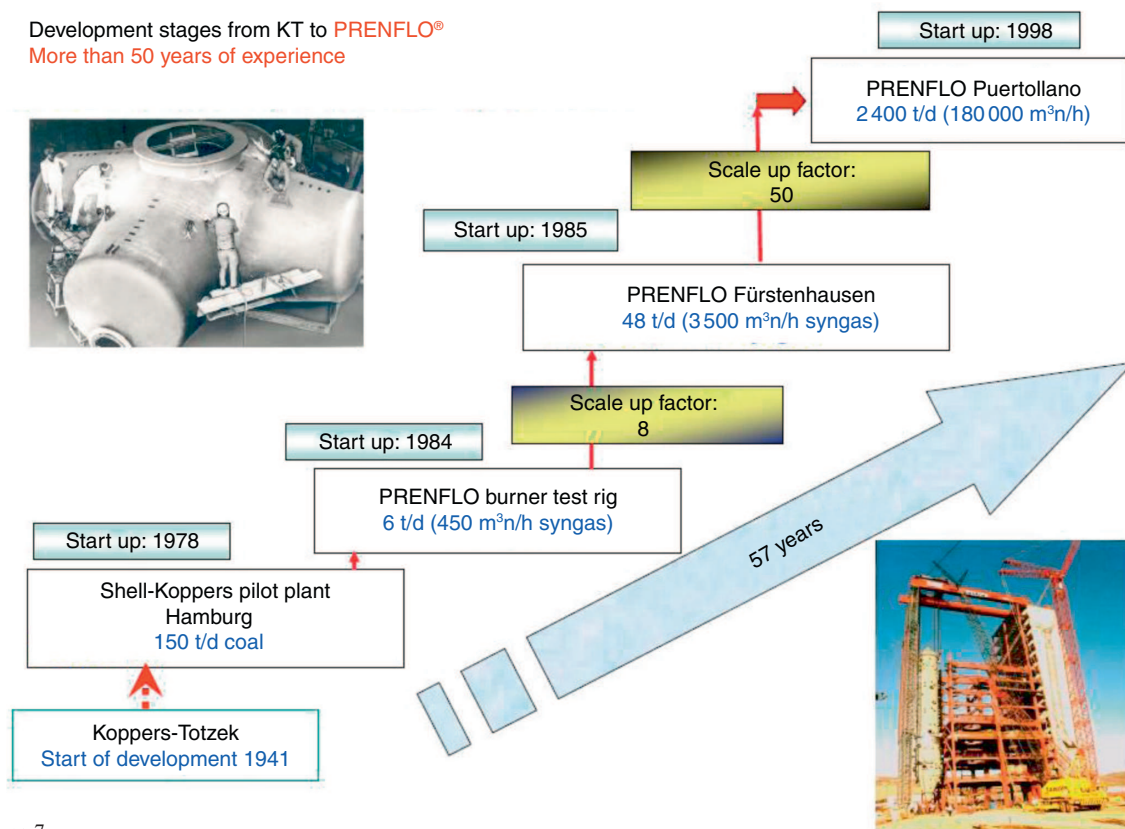 Development stages from KT to PRENFLO®
More than 50 years of experience
Start up: 1998
PRENFLO Puertollano
2 400 t/d (180 000 m³n/h)
Scale up factor:
50
Start up: 1985
PRENFLO Fürstenhausen
48 t/d (3 500 m³n/h syngas)
Scale up factor:
8
Start up: 1984
PRENFLO burner test rig
6 t/d (450 m³n/h syngas)
57 years
Start up: 1978
Shell-Koppers pilot plant
Hamburg
150 t/d coal
Koppers-Totzek
Start of development 1941
7